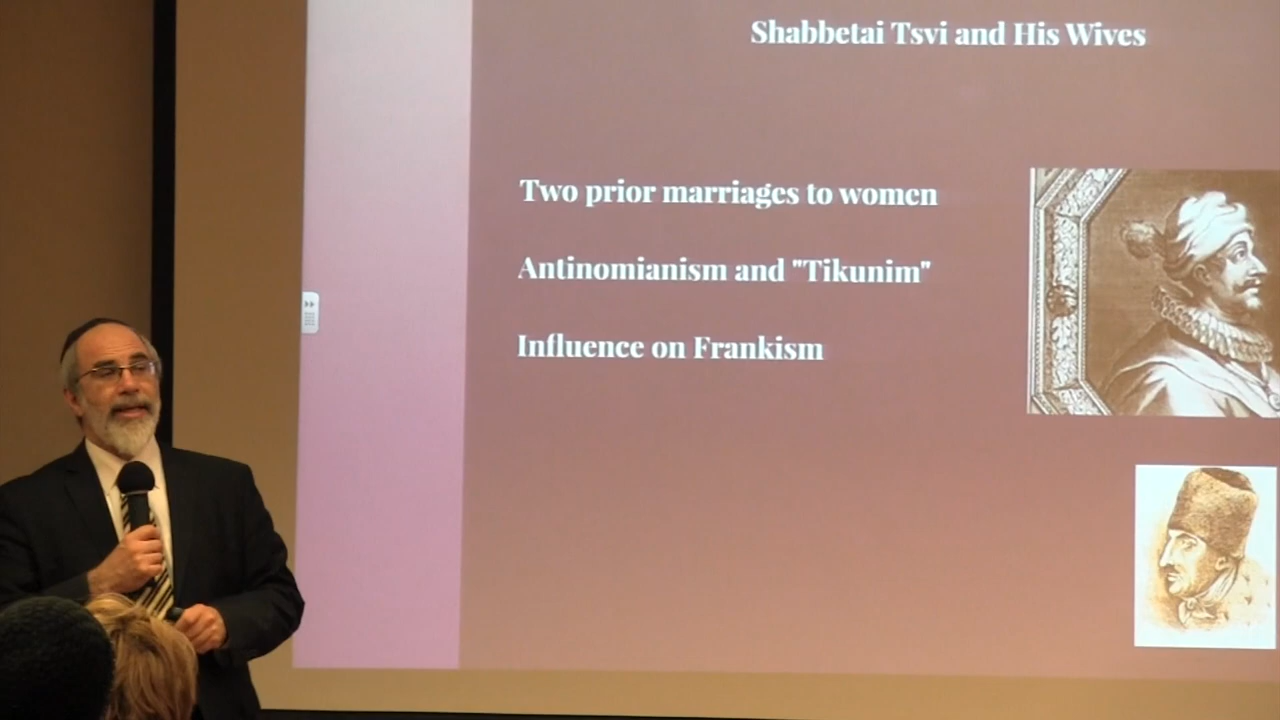 Shabbetai Tsvi and His Wives
Two prior marriages to women
Antinomianism and "Tikunim"
Influence on Frankism